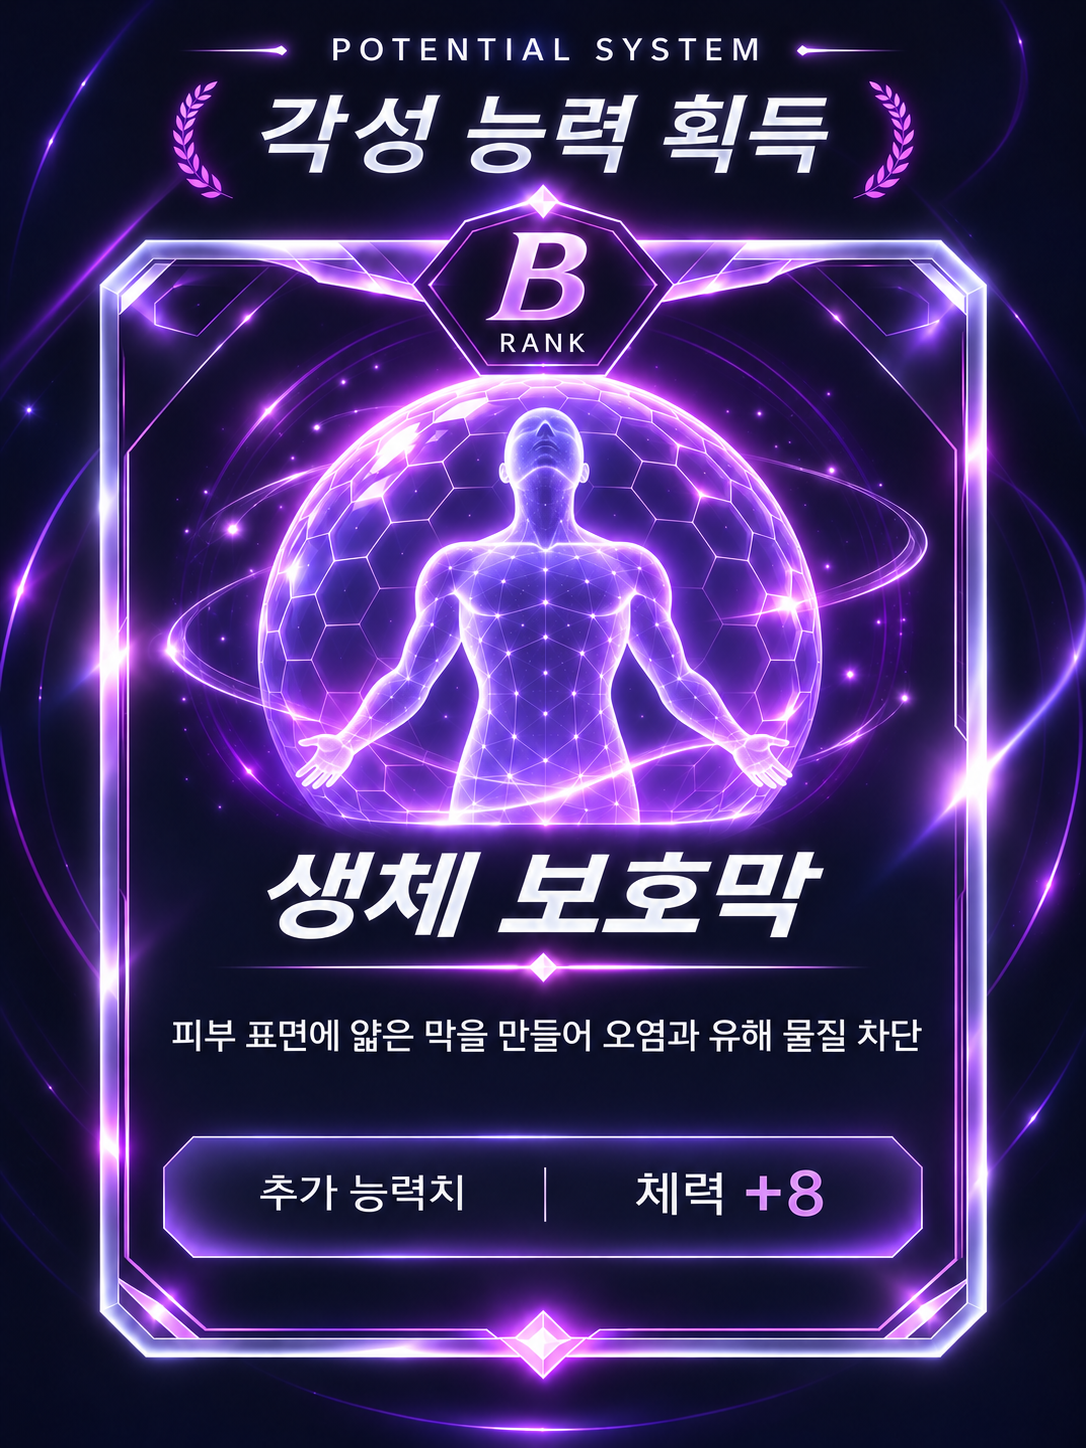 POTENTIAL SYSTEM
각성 능력 획득
B
RANK
생체 보호막
피부 표면에 얇은 막을 만들어 오염과 유해 물질 차단
추가 능력치
체력 +8